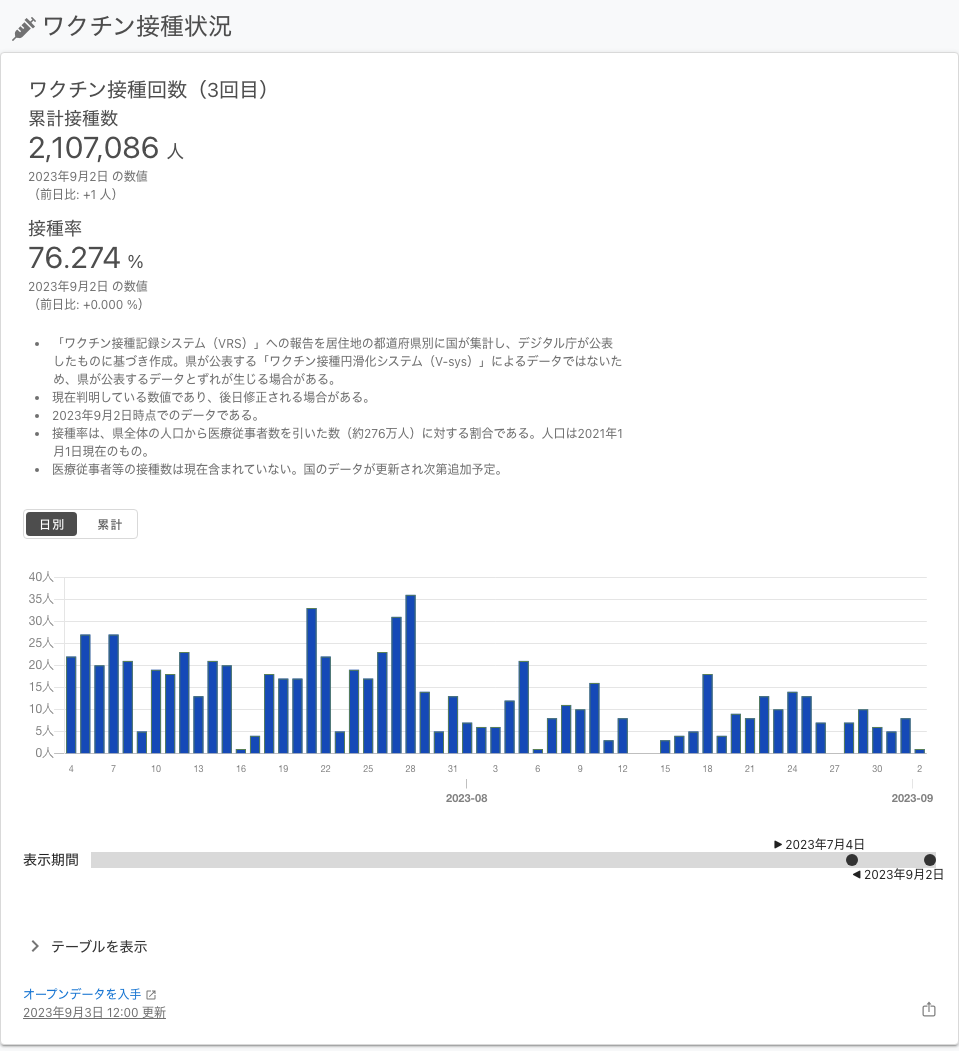 ワクチン接種状況
ワクチン接種回数（3回目）
累計接種数
2,107,086 人
2023年9月2日 の数値
（前日比: +1 人）
接種率
76.274 %
2023年9月2日 の数値
（前日比: +0.000 %）
• 「ワクチン接種記録システム（VRS）」への報告を居住地の都道府県別に国が集計し、デジタル庁が公表
したものに基づき作成。県が公表する「ワクチン接種円滑化システム（V-sys）」によるデータではないた
め、県が公表するデータとずれが生じる場合がある。
• 現在判明している数値であり、後日修正される場合がある。
• 2023年9月2日時点でのデータである。
• 接種率は、県全体の人口から医療従事者数を引いた数（約276万人）に対する割合である。人口は2021年1
月1日現在のもの。
• 医療従事者等の接種数は現在含まれていない。国のデータが更新され次第追加予定。
日別 累計
40人
35人
30人
25人
20人
15人
10人
5人
0人
4 7 10 13 16 19 22 25 28 31 3 6 9 12 15 18 21 24 27 30 2
2023-08 2023-09
▶ 2023年7月4日
表示期間
◀ 2023年9月2日
テーブルを表示
オープンデータを入手
2023年9月3日 12:00 更新